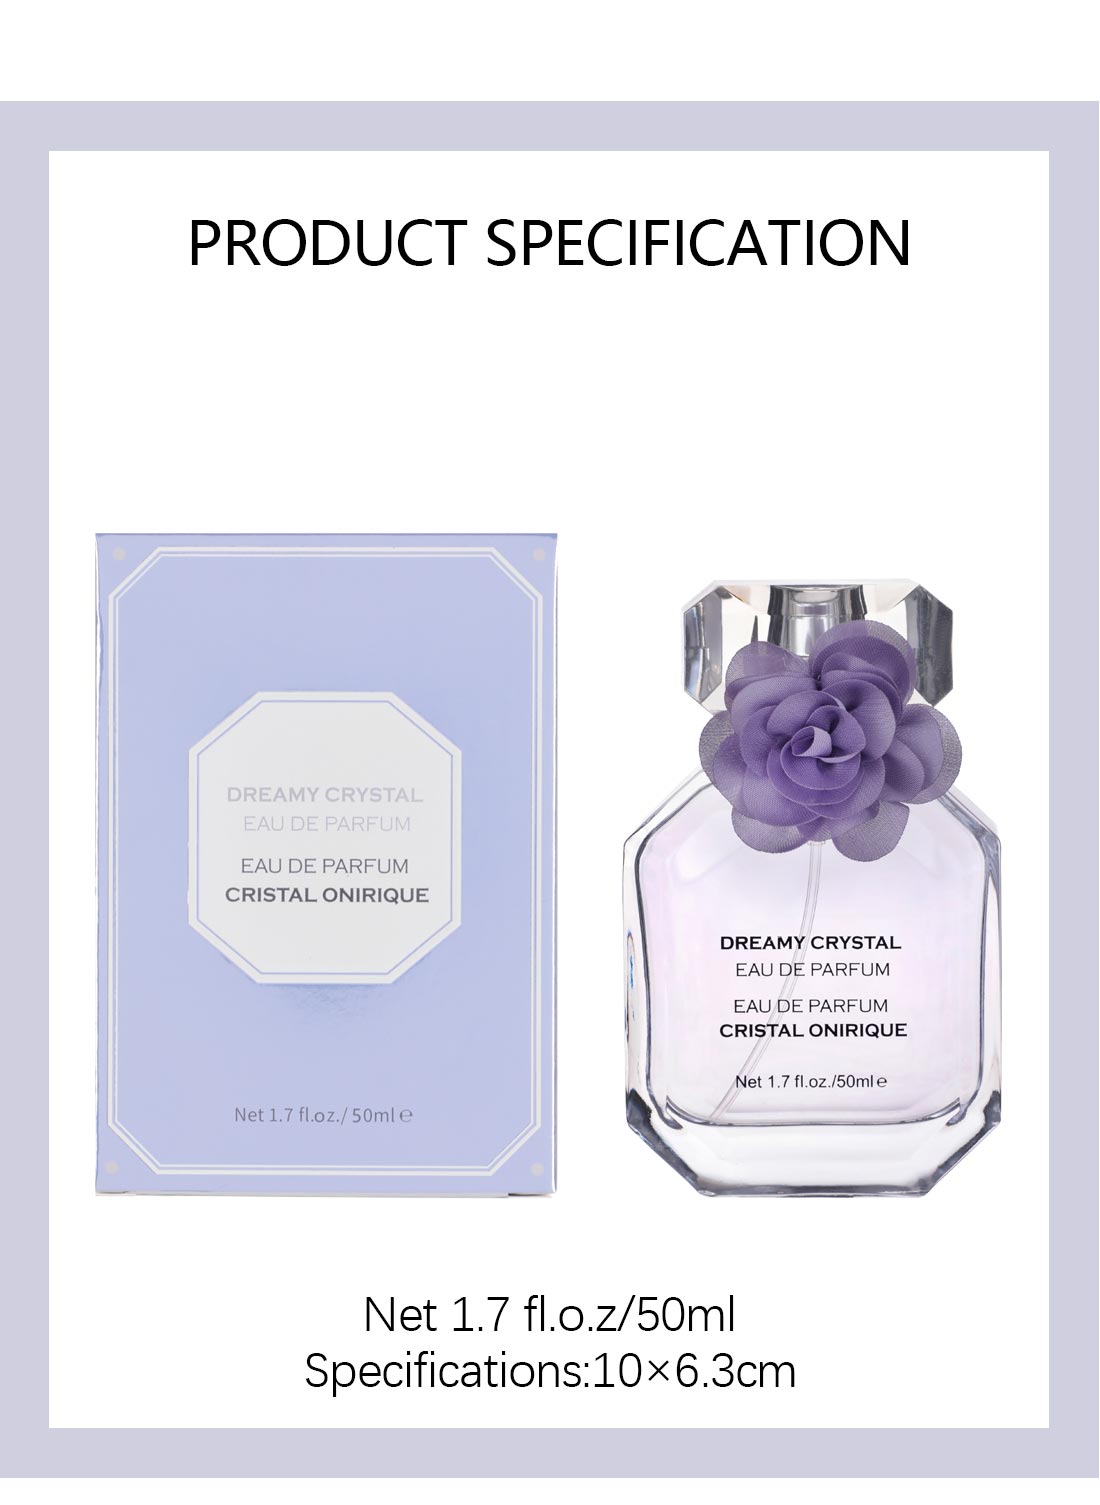 PRODUCT SPECIFICATION
DREAMY CRYSTAL
EAU DE PARFUM
EAU DE PARFUM
CRISTAL ONIRIQUE
Net 1.7 fl.oz./ 50ml ℮
DREAMY CRYSTAL
EAU DE PARFUM
EAU DE PARFUM
CRISTAL ONIRIQUE
Net 1.7 fl.oz./50ml℮
Net 1.7 fl.o.z/50ml
Specifications:10×6.3cm